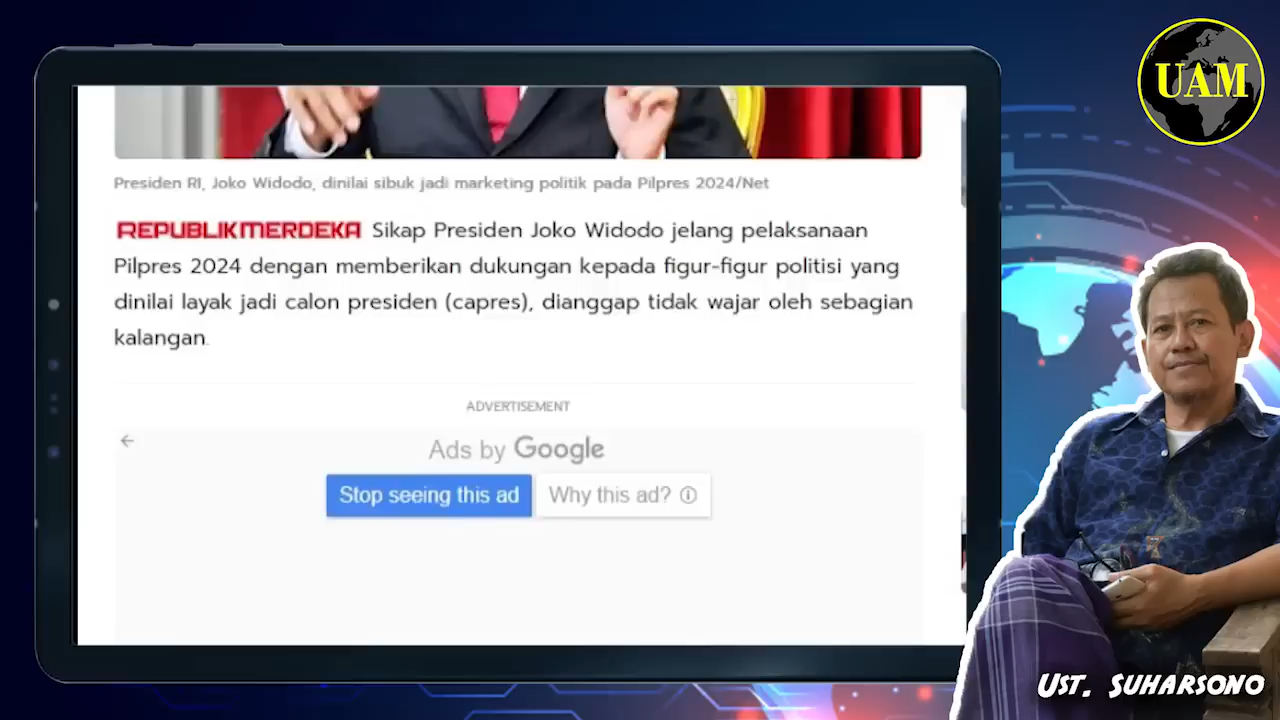 UAM
Presiden RI, Joko Widodo, dinilai sibuk jadi marketing politik pada Pilpres 2024/Net
REPUBLIKMERDEKA Sikap Presiden Joko Widodo jelang pelaksanaan
Pilpres 2024 dengan memberikan dukungan kepada figur-figur politisi yang
dinilai layak jadi calon presiden (capres), dianggap tidak wajar oleh sebagian
kalangan.
ADVERTISEMENT
Ads by Google
Stop seeing this ad Why this ad?
UST. SUHARSONO